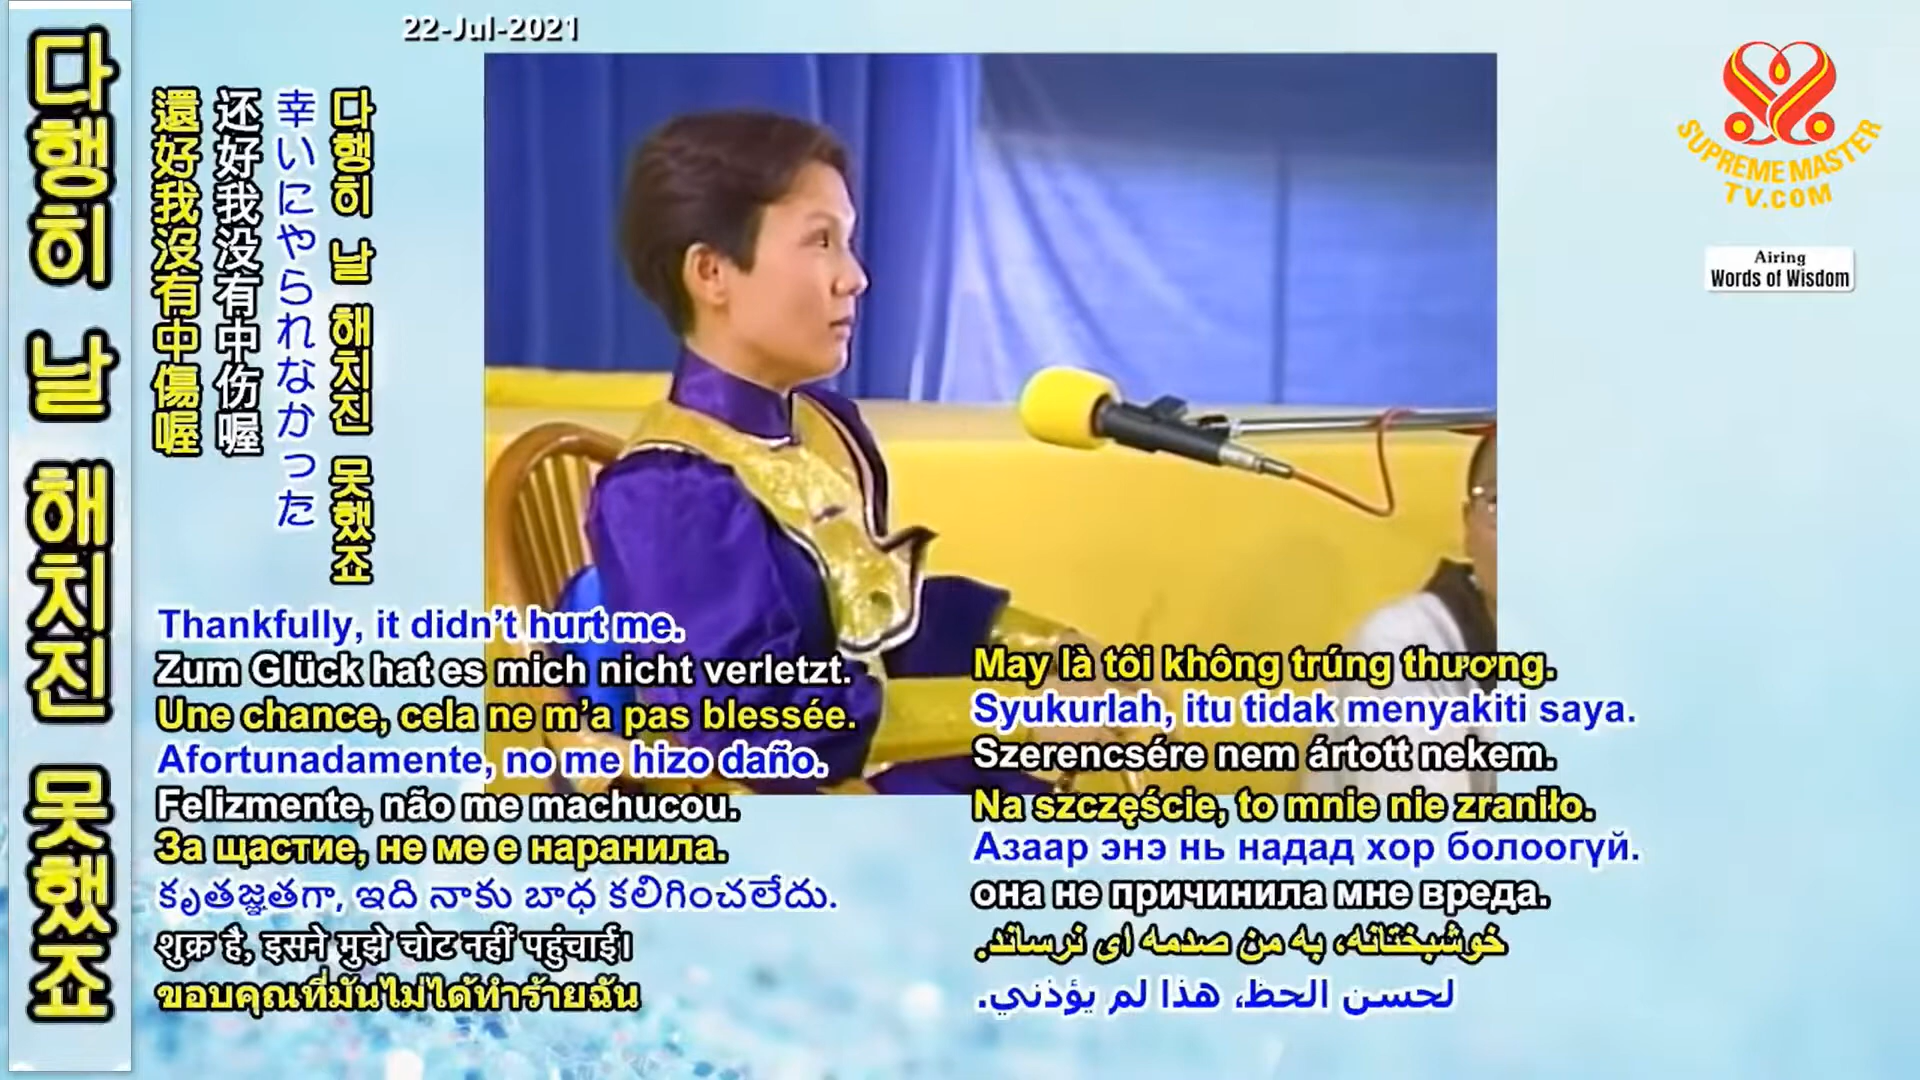 22-Jul-2021
다행히 날 해치진 못했죠
還好我沒有中傷喔
还好我没有中伤喔
幸いにやられなかった
다행히 날 해치진 못했죠
Thankfully, it didn't hurt me.
Zum Glück hat es mich nicht verletzt.
Une chance, cela ne m'a pas blessée.
Afortunadamente, no me hizo daño.
Felizmente, não me machucou.
За щастие, не ме е наранила.
కృతజ్ఞతగా, ఇది నాకు బాధ కలిగించలేదు.
शुक्र है, इसने मुझे चोट नहीं पहुंचाई।
ขอบคุณที่มันไม่ได้ทำร้ายฉัน
May là tôi không trúng thương.
Syukurlah, itu tidak menyakiti saya.
Szerencsére nem ártott nekem.
Na szczęście, to mnie nie zraniło.
Азаар энэ нь надад хор болоогүй.
она не причинила мне вреда.
خوشبختانه، به من صدمه ای نرساند.
لحسن الحظ، هذا لم يؤذني.
SUPREME MASTER
TV.COM
Airing
Words of Wisdom